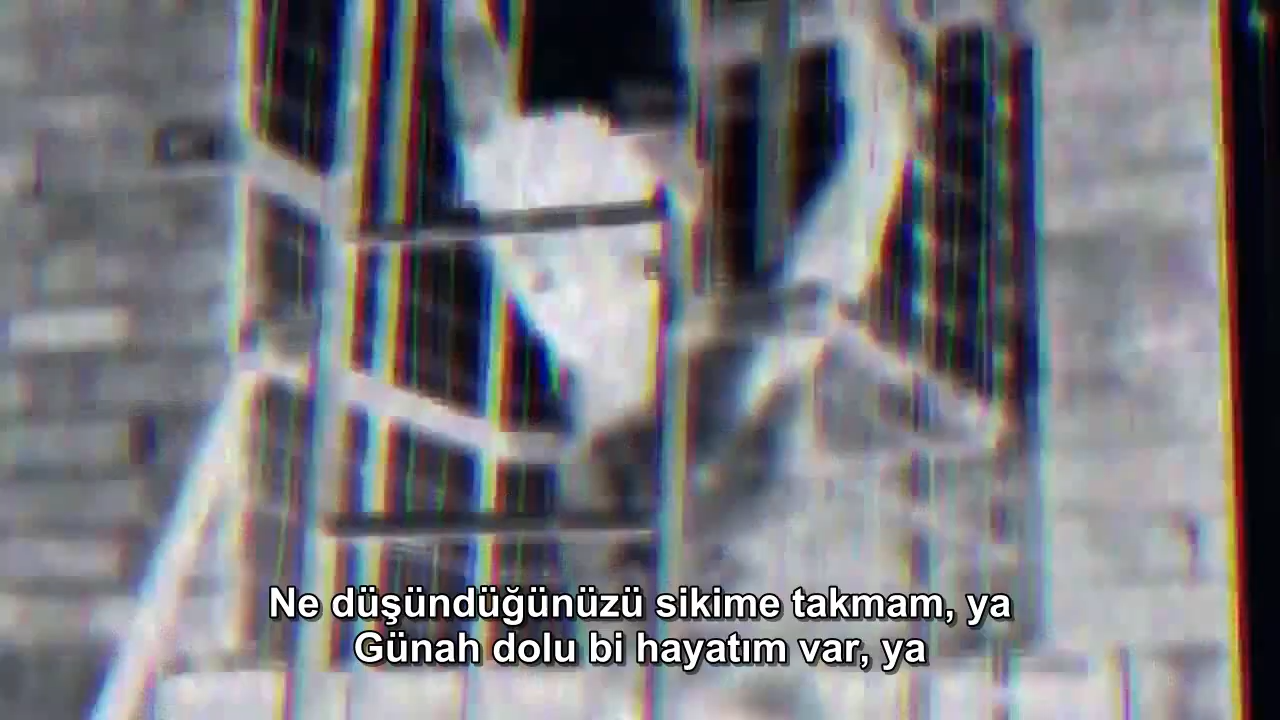 Ne düşündüğünüzü sikime takmam, ya
Günah dolu bi hayatım var, ya